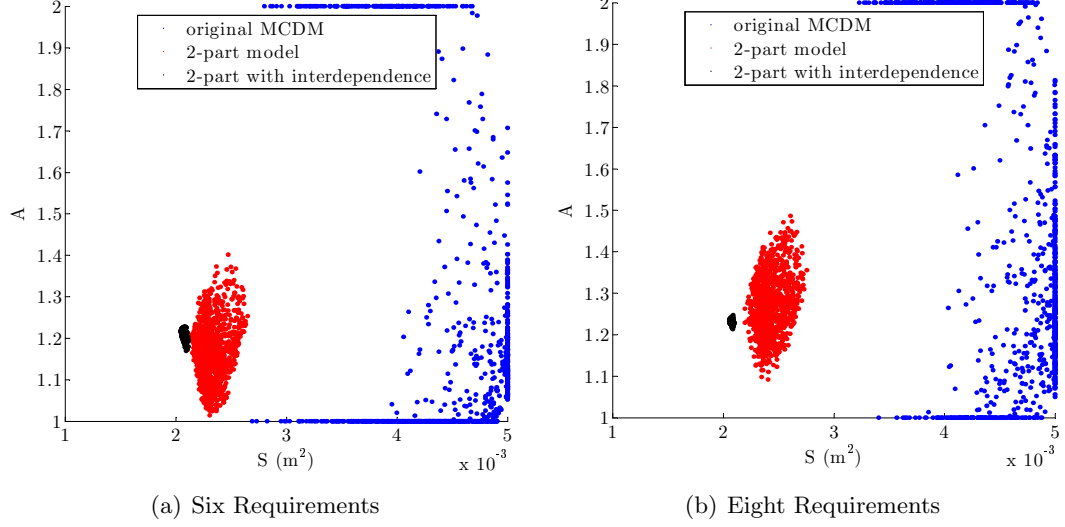 2
1.9
1.8
1.7
1.6
1.5
1.4
1.3
1.2
1.1
1
A
original MCDM
2-part model
2-part with interdependence
1 2 3 4 5
S (m²)
x 10⁻³
(a) Six Requirements
2
1.9
1.8
1.7
1.6
1.5
1.4
1.3
1.2
1.1
1
A
original MCDM
2-part model
2-part with interdependence
1 2 3 4 5
S (m²)
x 10⁻³
(b) Eight Requirements